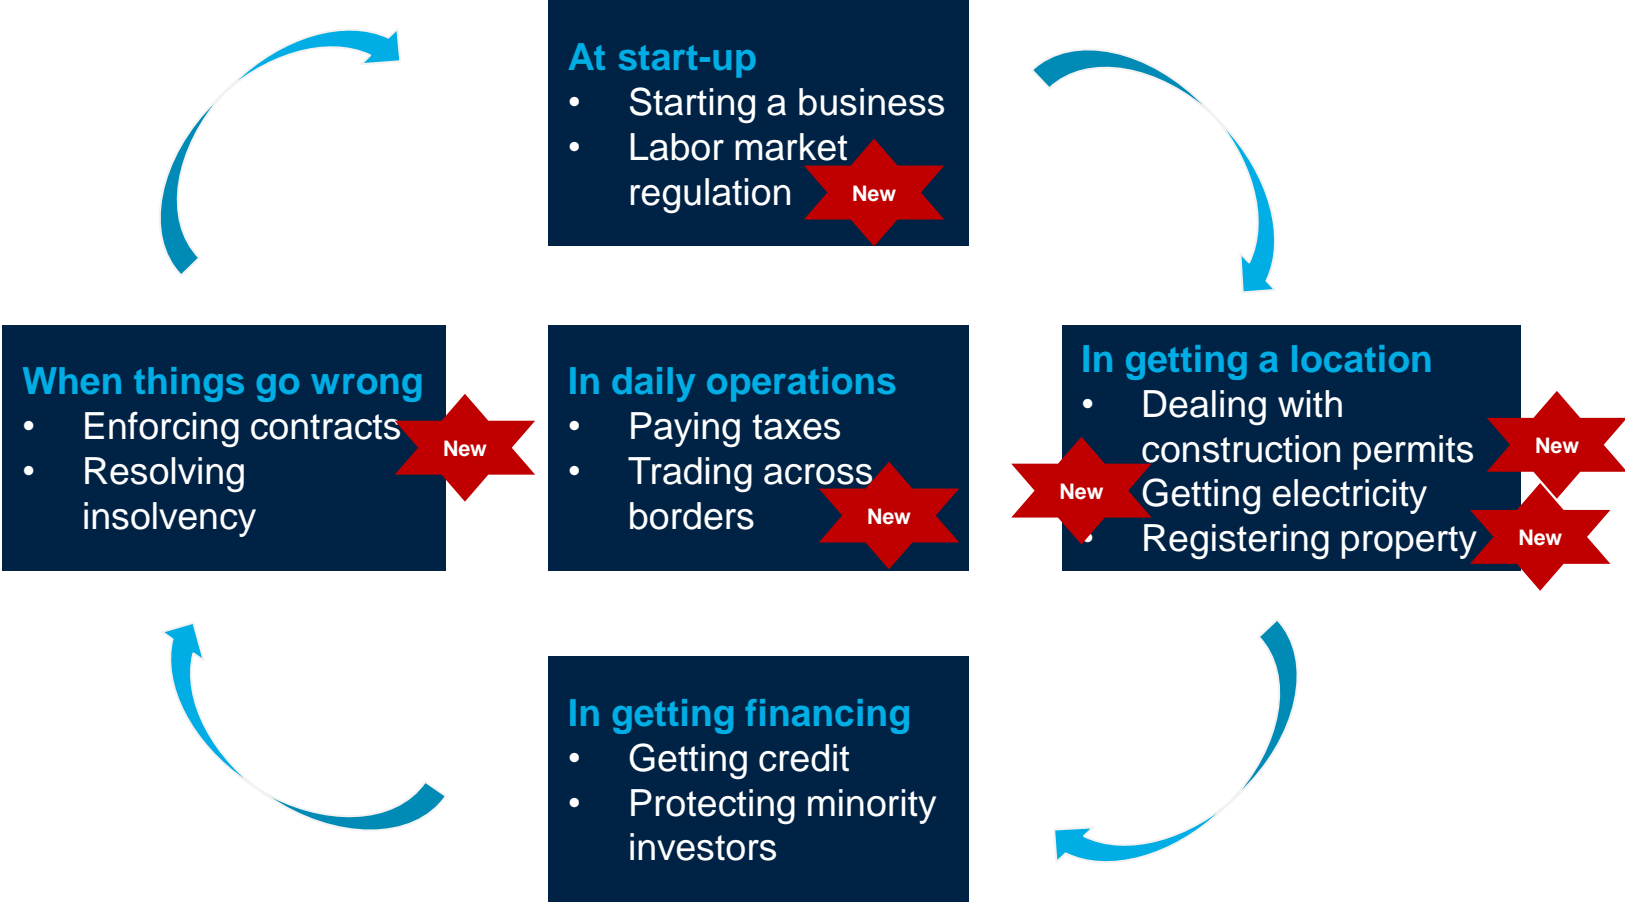 At start-up
• Starting a business
• Labor market
regulation
New
When things go wrong
• Enforcing contracts
• Resolving
insolvency
New
In daily operations
• Paying taxes
• Trading across
borders
New
In getting a location
• Dealing with
construction permits
New
New
Getting electricity
• Registering property
New
In getting financing
• Getting credit
• Protecting minority
investors